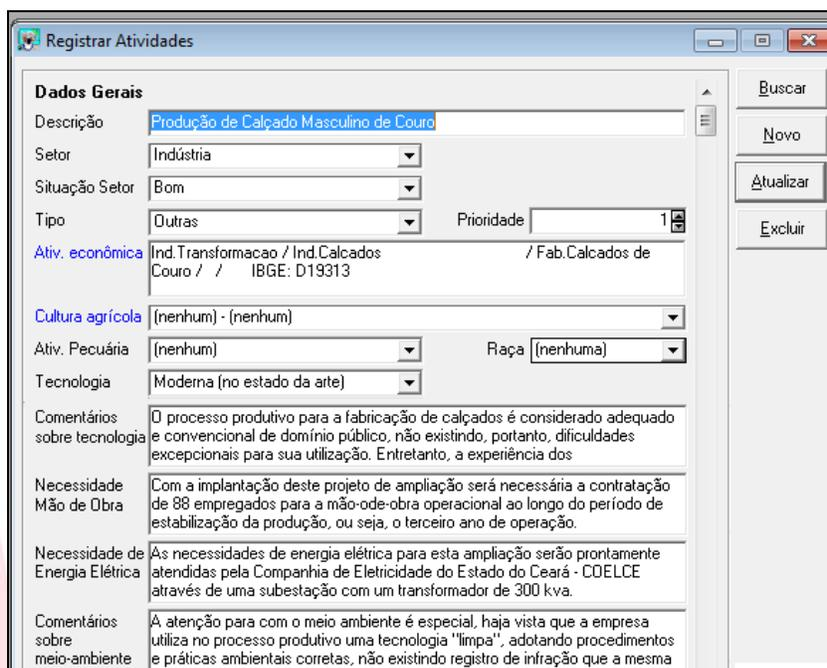 Registrar Atividades
Dados Gerais
Buscar
Descrição Produção de Calçado Masculino de Couro
Novo
Setor Indústria
Situação Setor Bom
Atualizar
Tipo Outras Prioridade 1
Excluir
Ativ. econômica Ind.Transformacao / Ind.Calcados / Fab.Calcados de
Couro / / IBGE: D19313
Cultura agrícola (nenhum) - (nenhum)
Ativ. Pecuária (nenhum) Raça (nenhuma)
Tecnologia Moderna (no estado da arte)
Comentários sobre tecnologia
O processo produtivo para a fabricação de calçados é considerado adequado
e convencional de domínio público, não existindo, portanto, dificuldades
excepcionais para sua utilização. Entretanto, a experiência dos
Necessidade
Mão de Obra
Com a implantação deste projeto de ampliação será necessária a contratação
de 88 empregados para a mão-ode-obra operacional ao longo do período de
estabilização da produção, ou seja, o terceiro ano de operação.
Necessidade de
Energia Elétrica
As necessidades de energia elétrica para esta ampliação serão prontamente
atendidas pela Companhia de Eletricidade do Estado do Ceará - COELCE
através de uma subestação com um transformador de 300 kva.
Comentários
sobre
meio-ambiente
A atenção para com o meio ambiente é especial, haja vista que a empresa
utiliza no processo produtivo uma tecnologia "limpa", adotando procedimentos
e práticas ambientais corretas, não existindo registro de infração que a mesma